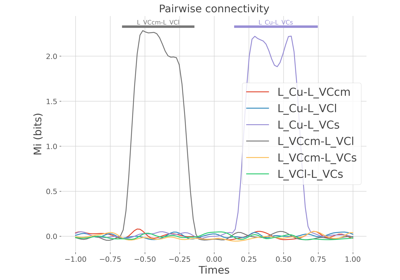 Pairwise connectivity
L_VCcm-L_VCl
L_Cu-L_VCs
2.0
1.5
1.0
0.5
0.0
Mi (bits)
L_Cu-L_VCcm
L_Cu-L_VCl
L_Cu-L_VCs
L_VCcm-L_VCl
L_VCcm-L_VCs
L_VCl-L_VCs
−1.00 −0.75 −0.50 −0.25 0.00 0.25 0.50 0.75 1.00
Times